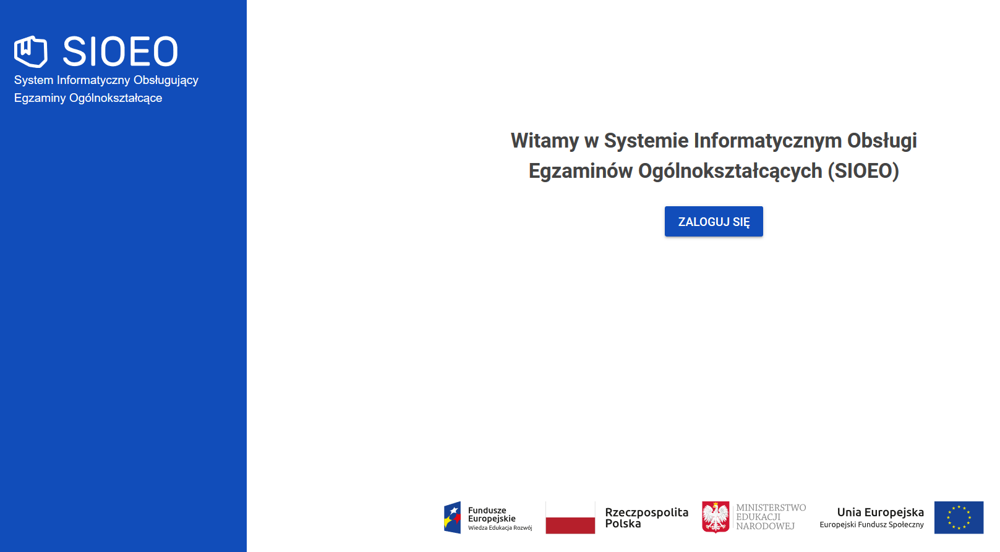 SIOEO
System Informatyczny Obsługujący
Egzaminy Ogólnokształcące
Witamy w Systemie Informatycznym Obsługi
Egzaminów Ogólnokształcących (SIOEO)
ZALOGUJ SIĘ
Fundusze
Europejskie
Wiedza Edukacja Rozwój
Rzeczpospolita
Polska
MINISTERSTWO
EDUKACJI
NARODOWEJ
Unia Europejska
Europejski Fundusz Społeczny